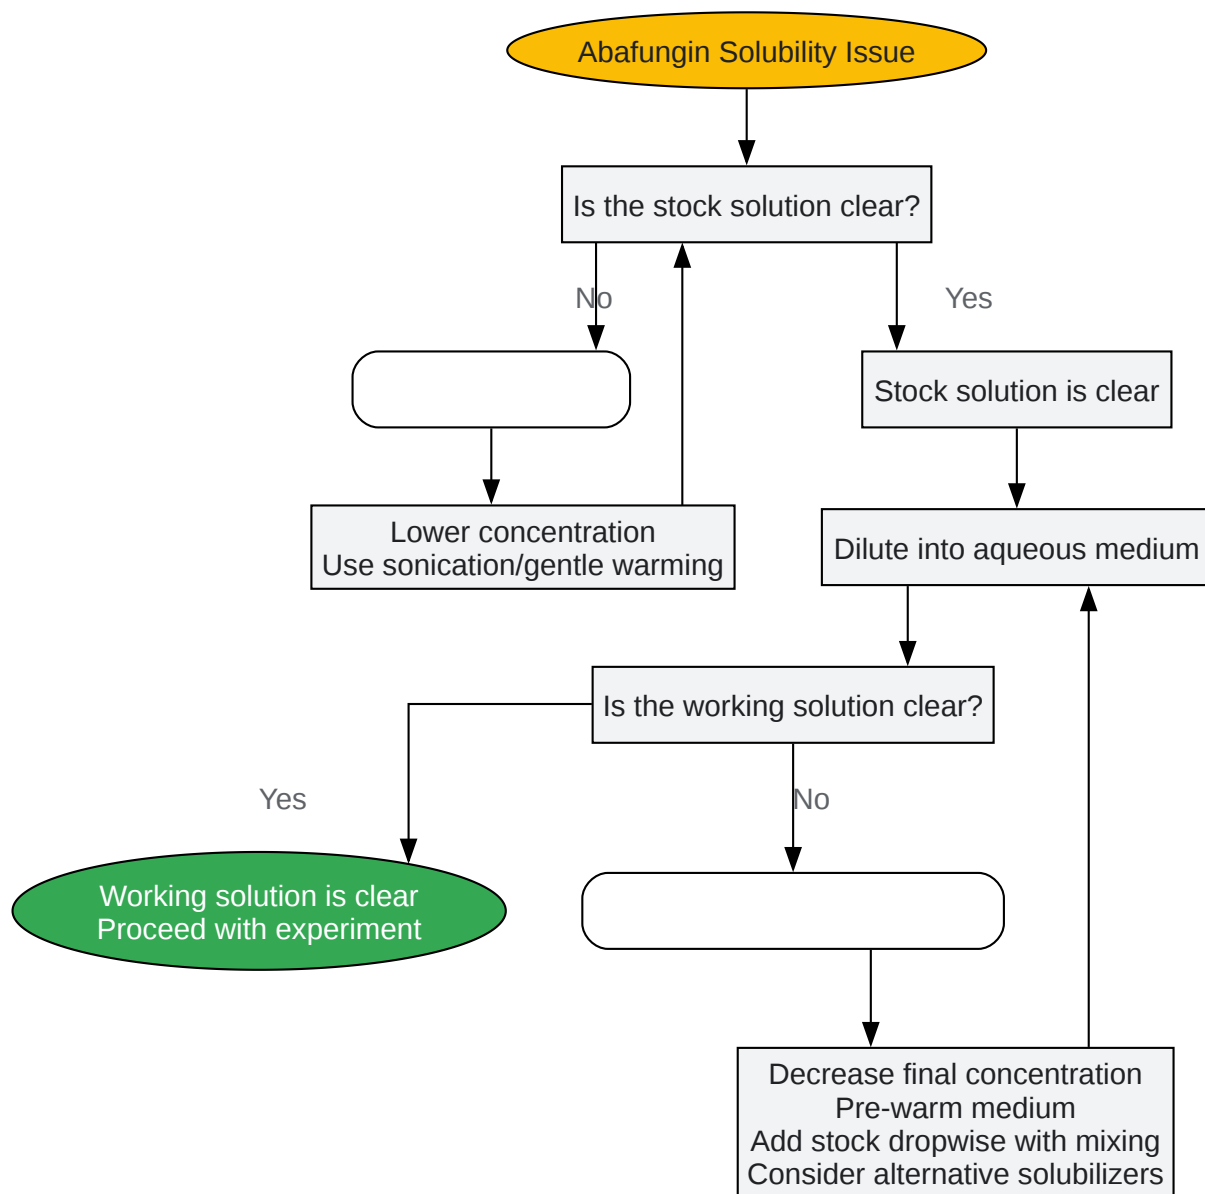 Abafungin Solubility Issue
Is the stock solution clear?
No
Yes
Stock solution is clear
Lower concentration
Use sonication/gentle warming
Dilute into aqueous medium
Is the working solution clear?
Yes
No
Working solution is clear
Proceed with experiment
Decrease final concentration
Pre-warm medium
Add stock dropwise with mixing
Consider alternative solubilizers